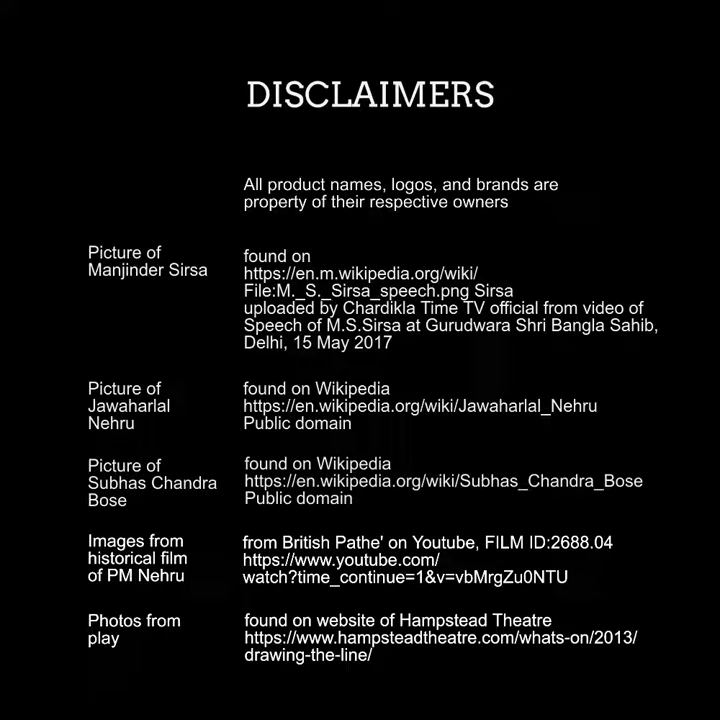 DISCLAIMERS
All product names, logos, and brands are
property of their respective owners
Picture of
Manjinder Sirsa
found on
https://en.m.wikipedia.org/wiki/
File:M._S._Sirsa_speech.png Sirsa
uploaded by Chardikla Time TV official from video of
Speech of M.S.Sirsa at Gurudwara Shri Bangla Sahib,
Delhi, 15 May 2017
Picture of
Jawaharlal
Nehru
found on Wikipedia
https://en.wikipedia.org/wiki/Jawaharlal_Nehru
Public domain
Picture of
Subhas Chandra
Bose
found on Wikipedia
https://en.wikipedia.org/wiki/Subhas_Chandra_Bose
Public domain
Images from
historical film
of PM Nehru
from British Pathe' on Youtube, FILM ID:2688.04
https://www.youtube.com/
watch?time_continue=1&v=vbMrgZu0NTU
Photos from
play
found on website of Hampstead Theatre
https://www.hampsteadtheatre.com/whats-on/2013/
drawing-the-line/